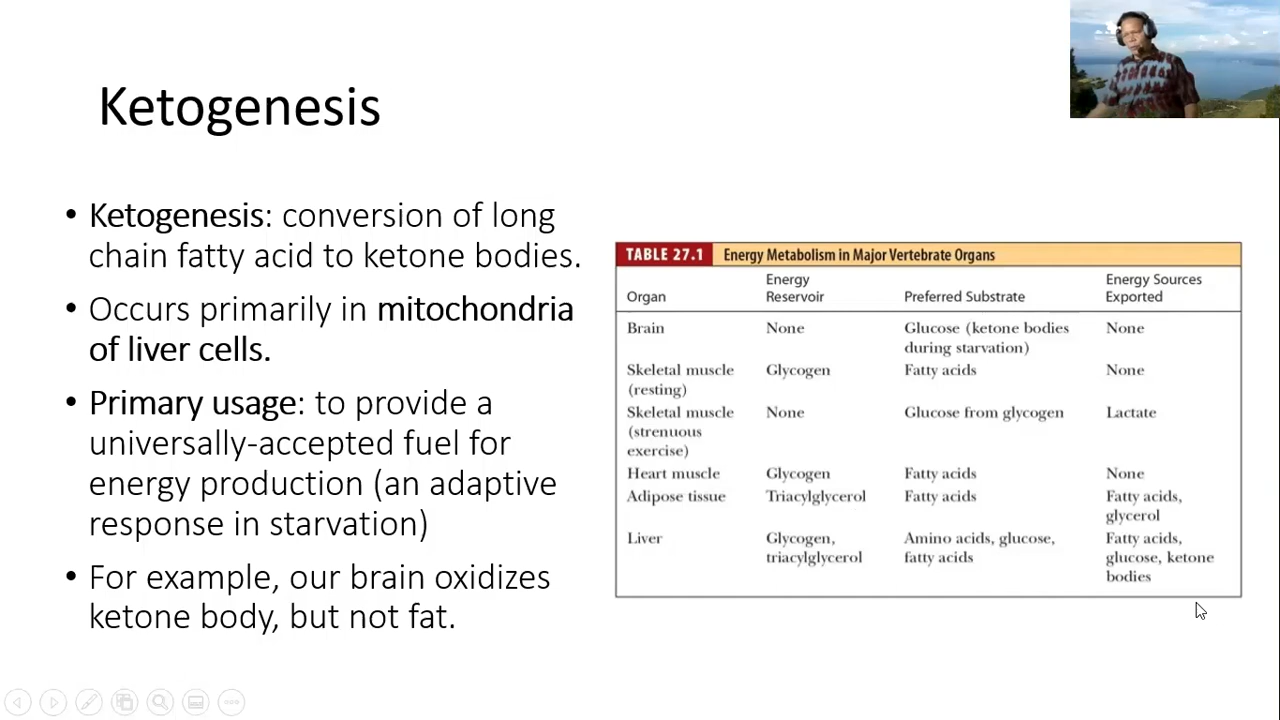 Ketogenesis
• Ketogenesis: conversion of long
chain fatty acid to ketone bodies.
• Occurs primarily in mitochondria
of liver cells.
• Primary usage: to provide a
universally-accepted fuel for
energy production (an adaptive
response in starvation)
• For example, our brain oxidizes
ketone body, but not fat.
TABLE 27.1 Energy Metabolism in Major Vertebrate Organs
Energy Energy Sources
Organ Reservoir Preferred Substrate Exported
Brain None Glucose (ketone bodies None
during starvation)
Skeletal muscle Glycogen Fatty acids None
(resting)
Skeletal muscle None Glucose from glycogen Lactate
(strenuous
exercise)
Heart muscle Glycogen Fatty acids None
Adipose tissue Triacylglycerol Fatty acids Fatty acids,
glycerol
Liver Glycogen, Amino acids, glucose, Fatty acids,
triacylglycerol fatty acids glucose, ketone
bodies